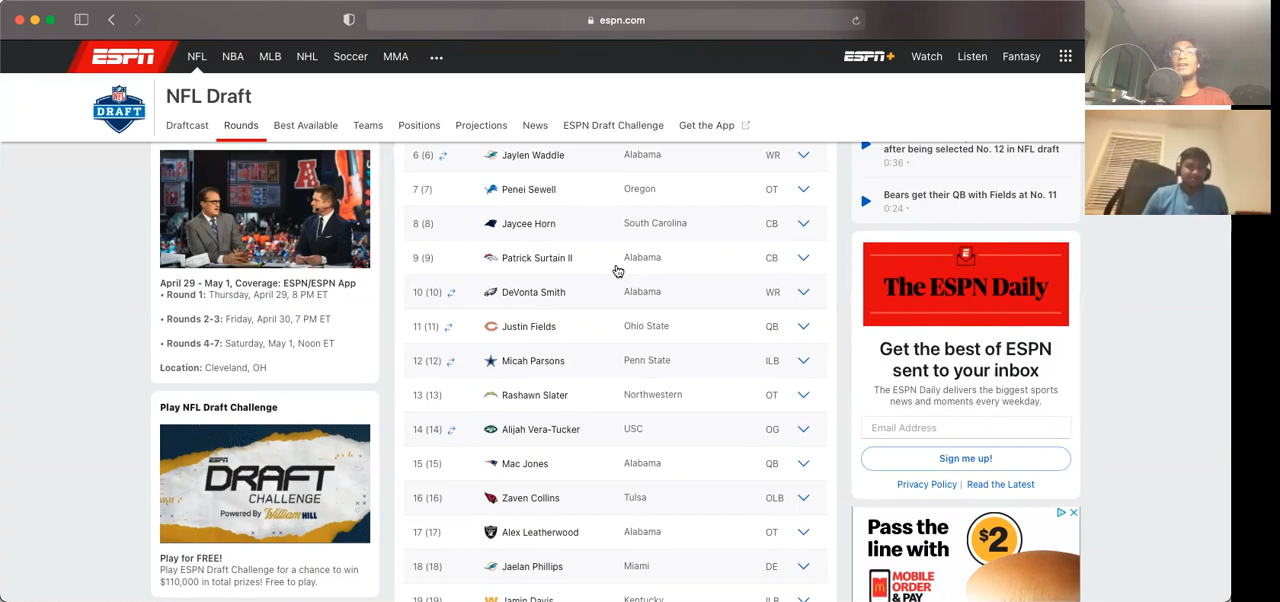 espn.com
ESPN NFL NBA MLB NHL Soccer MMA ... ESPN+ Watch Listen Fantasy
NFL DRAFT
NFL Draft
Draftcast Rounds Best Available Teams Positions Projections News ESPN Draft Challenge Get the App
April 29 - May 1, Coverage: ESPN/ESPN App
• Round 1: Thursday, April 29, 8 PM ET
• Rounds 2-3: Friday, April 30, 7 PM ET
• Rounds 4-7: Saturday, May 1, Noon ET
Location: Cleveland, OH
Play NFL Draft Challenge
ESPN
DRAFT
CHALLENGE
Powered By William HILL
Play for FREE!
Play ESPN Draft Challenge for a chance to win
$110,000 in total prizes! Free to play.
6 (6) Jaylen Waddle Alabama WR
7 (7) Penei Sewell Oregon OT
8 (8) Jaycee Horn South Carolina CB
9 (9) Patrick Surtain II Alabama CB
10 (10) DeVonta Smith Alabama WR
11 (11) Justin Fields Ohio State QB
12 (12) Micah Parsons Penn State ILB
13 (13) Rashawn Slater Northwestern OT
14 (14) Alijah Vera-Tucker USC OG
15 (15) Mac Jones Alabama QB
16 (16) Zaven Collins Tulsa OLB
17 (17) Alex Leatherwood Alabama OT
18 (18) Jaelan Phillips Miami DE
19 (19) Jamin Davis Kentucky ILB
after being selected No. 12 in NFL draft
0:36 •
Bears get their QB with Fields at No. 11
0:24 •
The ESPN Daily
Get the best of ESPN
sent to your inbox
The ESPN Daily delivers the biggest sports
news and moments every weekday.
Email Address
Sign me up!
Privacy Policy | Read the Latest
Pass the
line with
$2
MOBILE
ORDER
& PAY